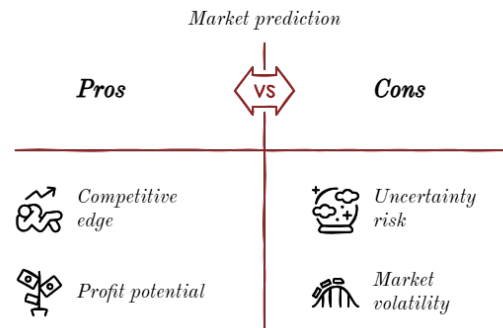 Market prediction
Pros
VS
Cons
Competitive
edge
Uncertainty
risk
Profit potential
Market
volatility